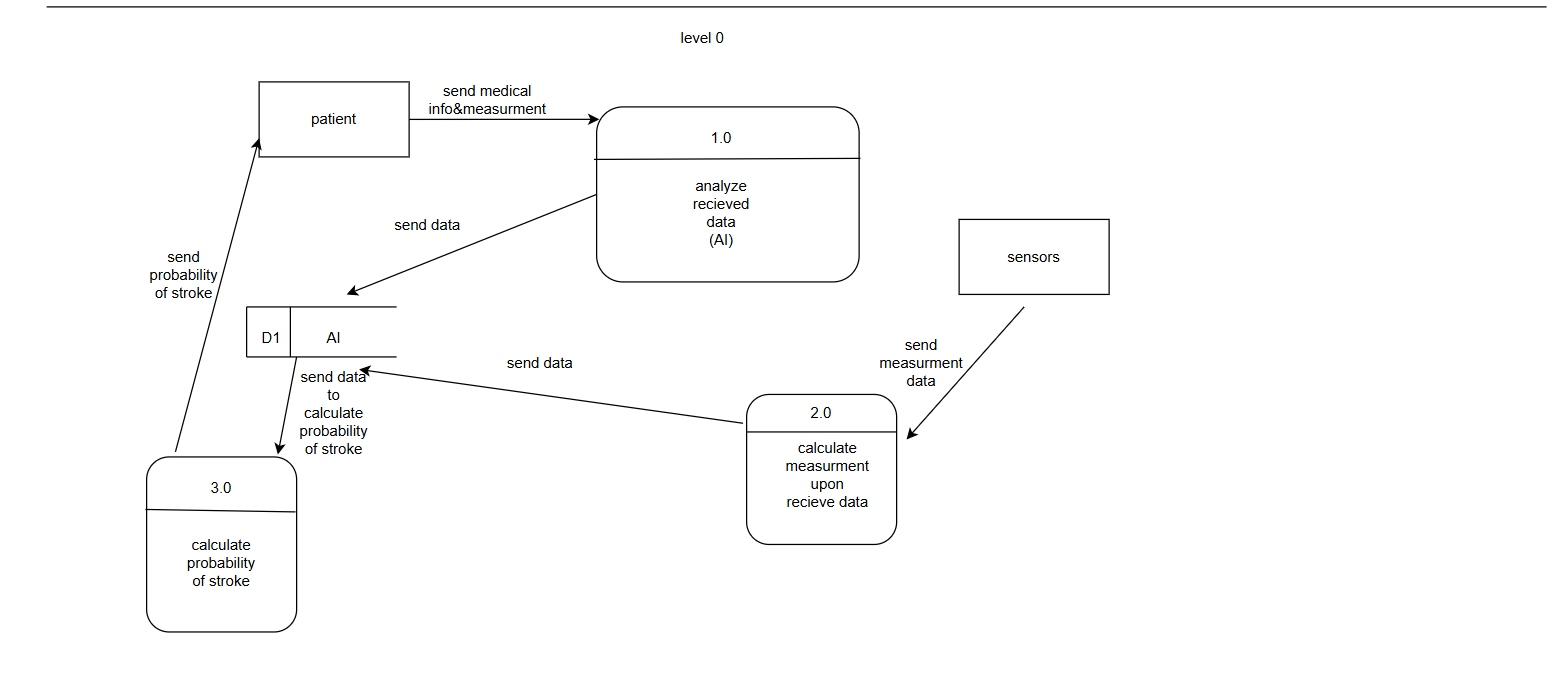 level 0
patient
send medical
info&measurment
1.0
analyze
recieved
data
(AI)
send data
sensors
send
probability
of stroke
D1
AI
send data
send
measurment
data
send data
to
calculate
probability
of stroke
2.0
calculate
measurment
upon
recieve data
3.0
calculate
probability
of stroke